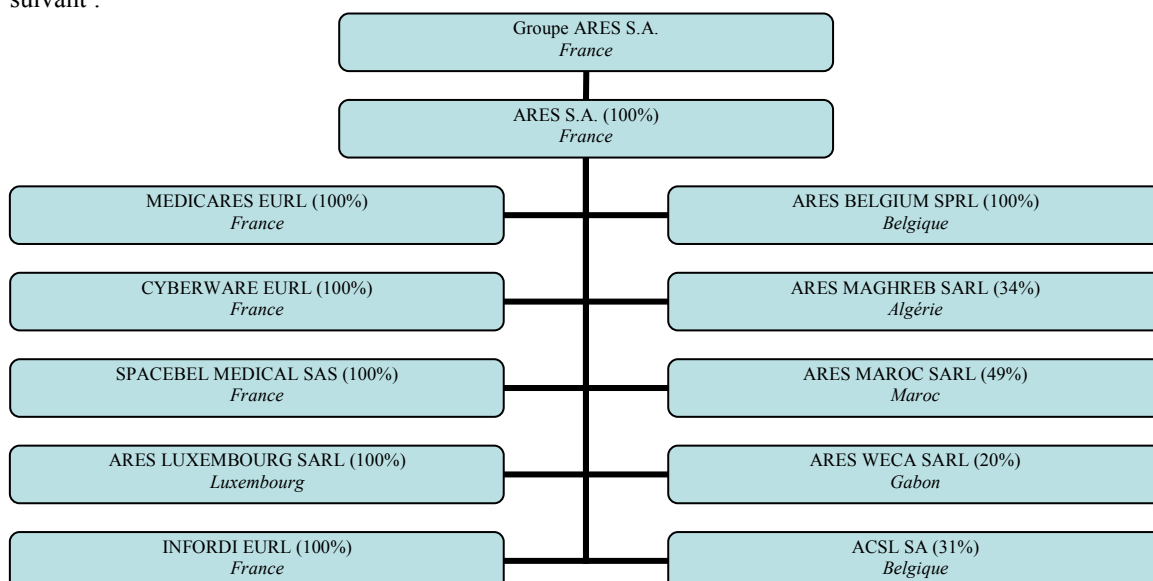 suivant :
Groupe ARES S.A.
France
ARES S.A. (100%)
France
MEDICARES EURL (100%)
France
ARES BELGIUM SPRL (100%)
Belgique
CYBERWARE EURL (100%)
France
ARES MAGHREB SARL (34%)
Algérie
SPACEBEL MEDICAL SAS (100%)
France
ARES MAROC SARL (49%)
Maroc
ARES LUXEMBOURG SARL (100%)
Luxembourg
ARES WECA SARL (20%)
Gabon
INFORDI EURL (100%)
France
ACSL SA (31%)
Belgique